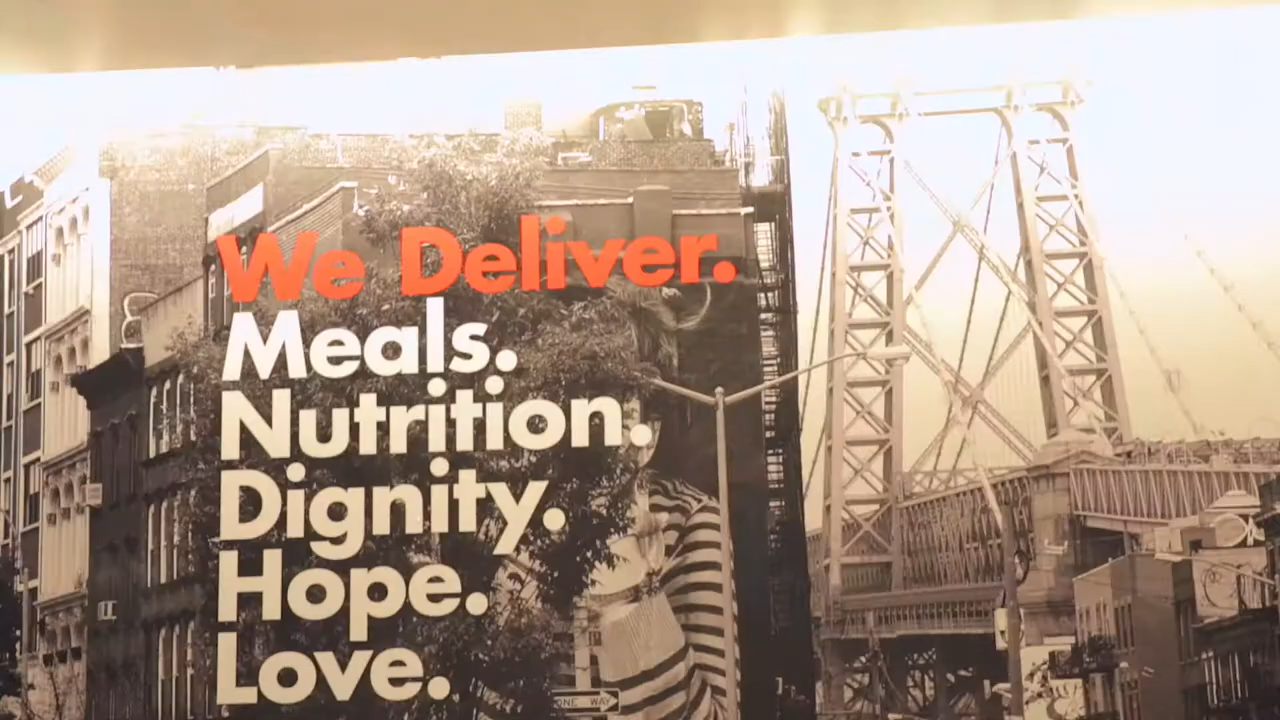 We Deliver.
Meals.
Nutrition.
Dignity.
Hope.
Love.
ONE WAY